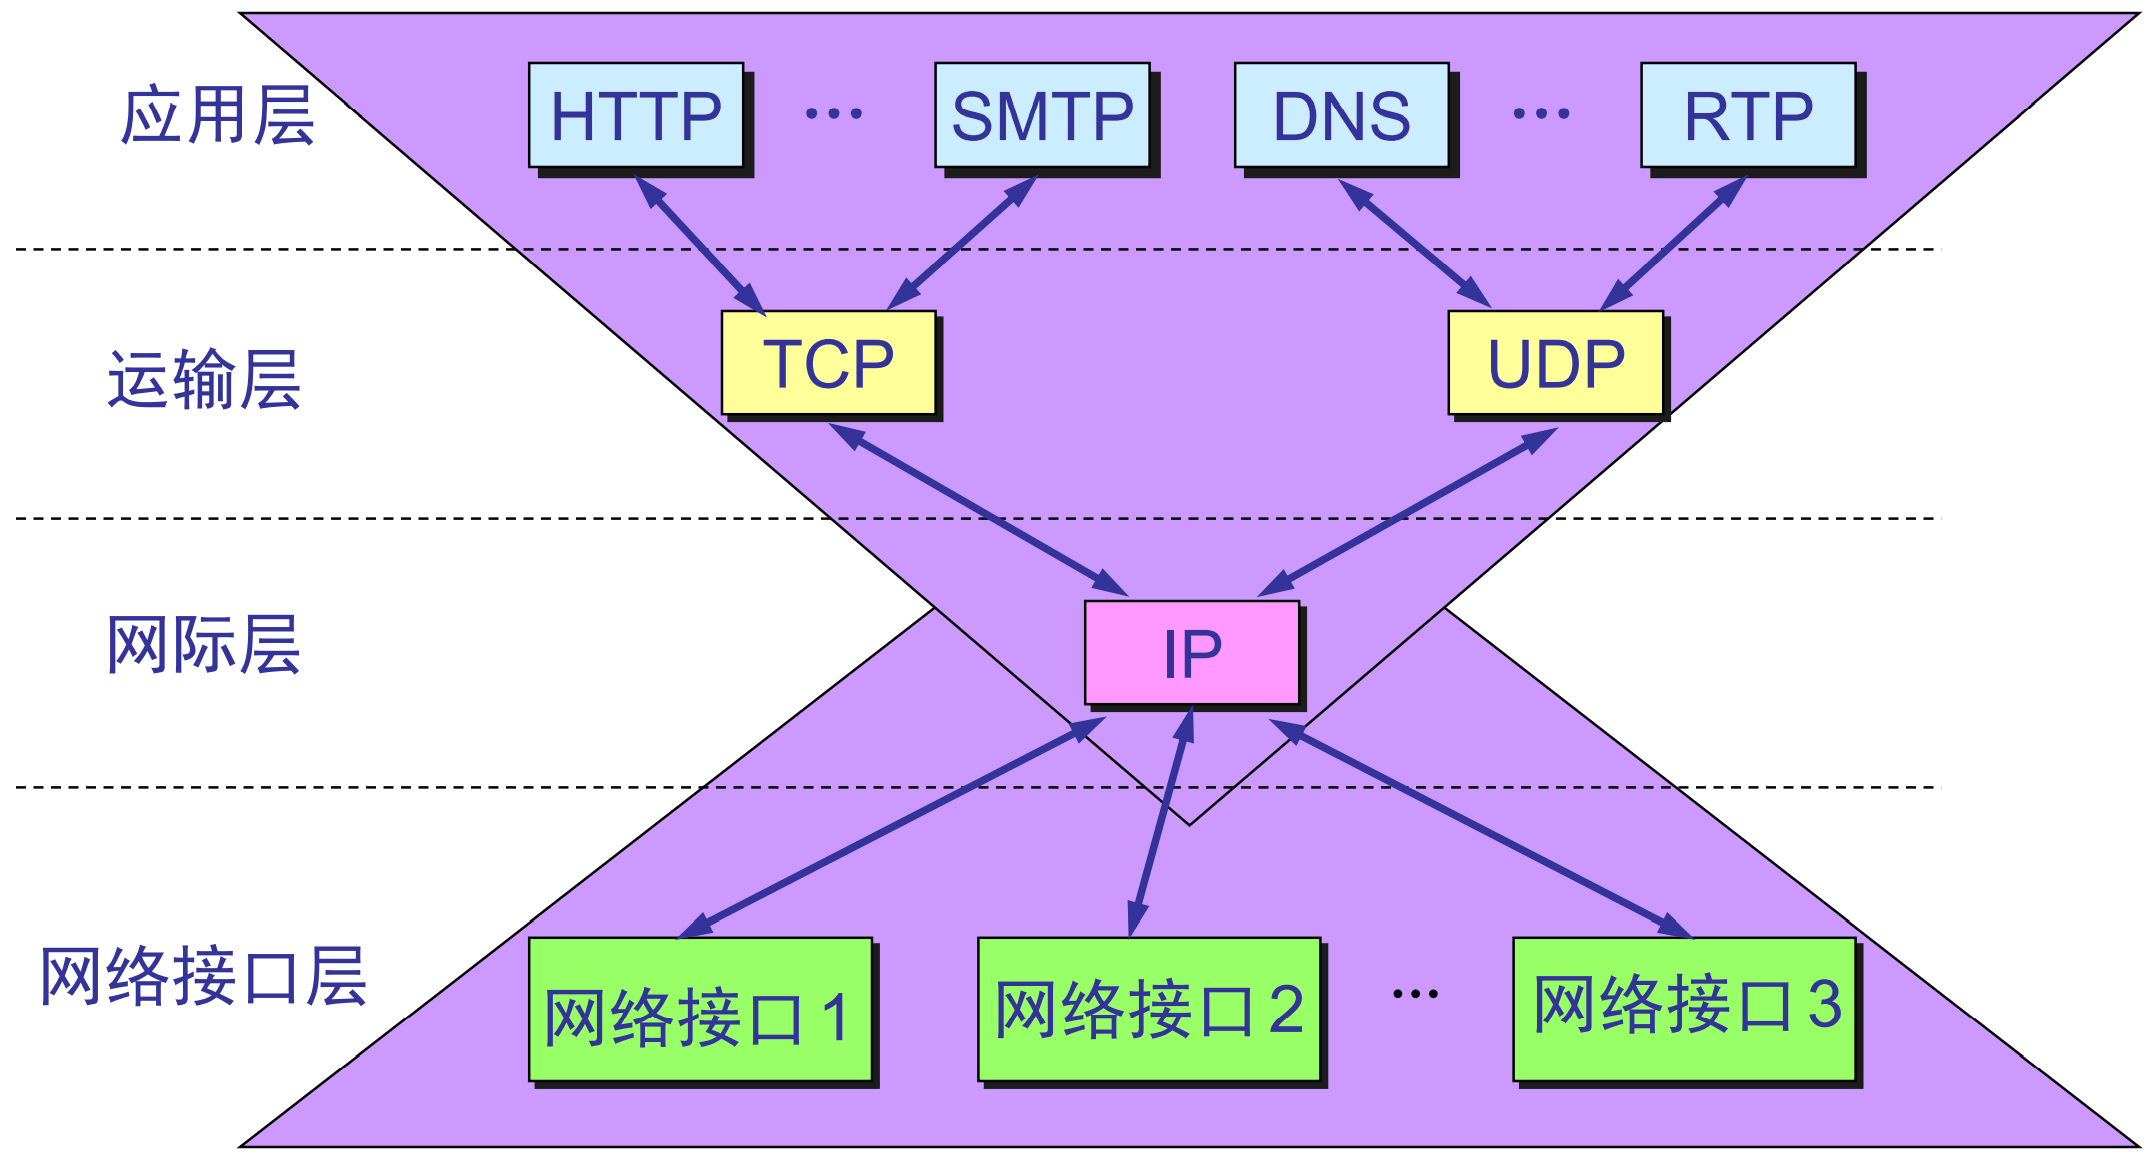 应用层
HTTP … SMTP DNS … RTP
运输层
TCP UDP
网际层
IP
网络接口层
网络接口1 网络接口2 … 网络接口3